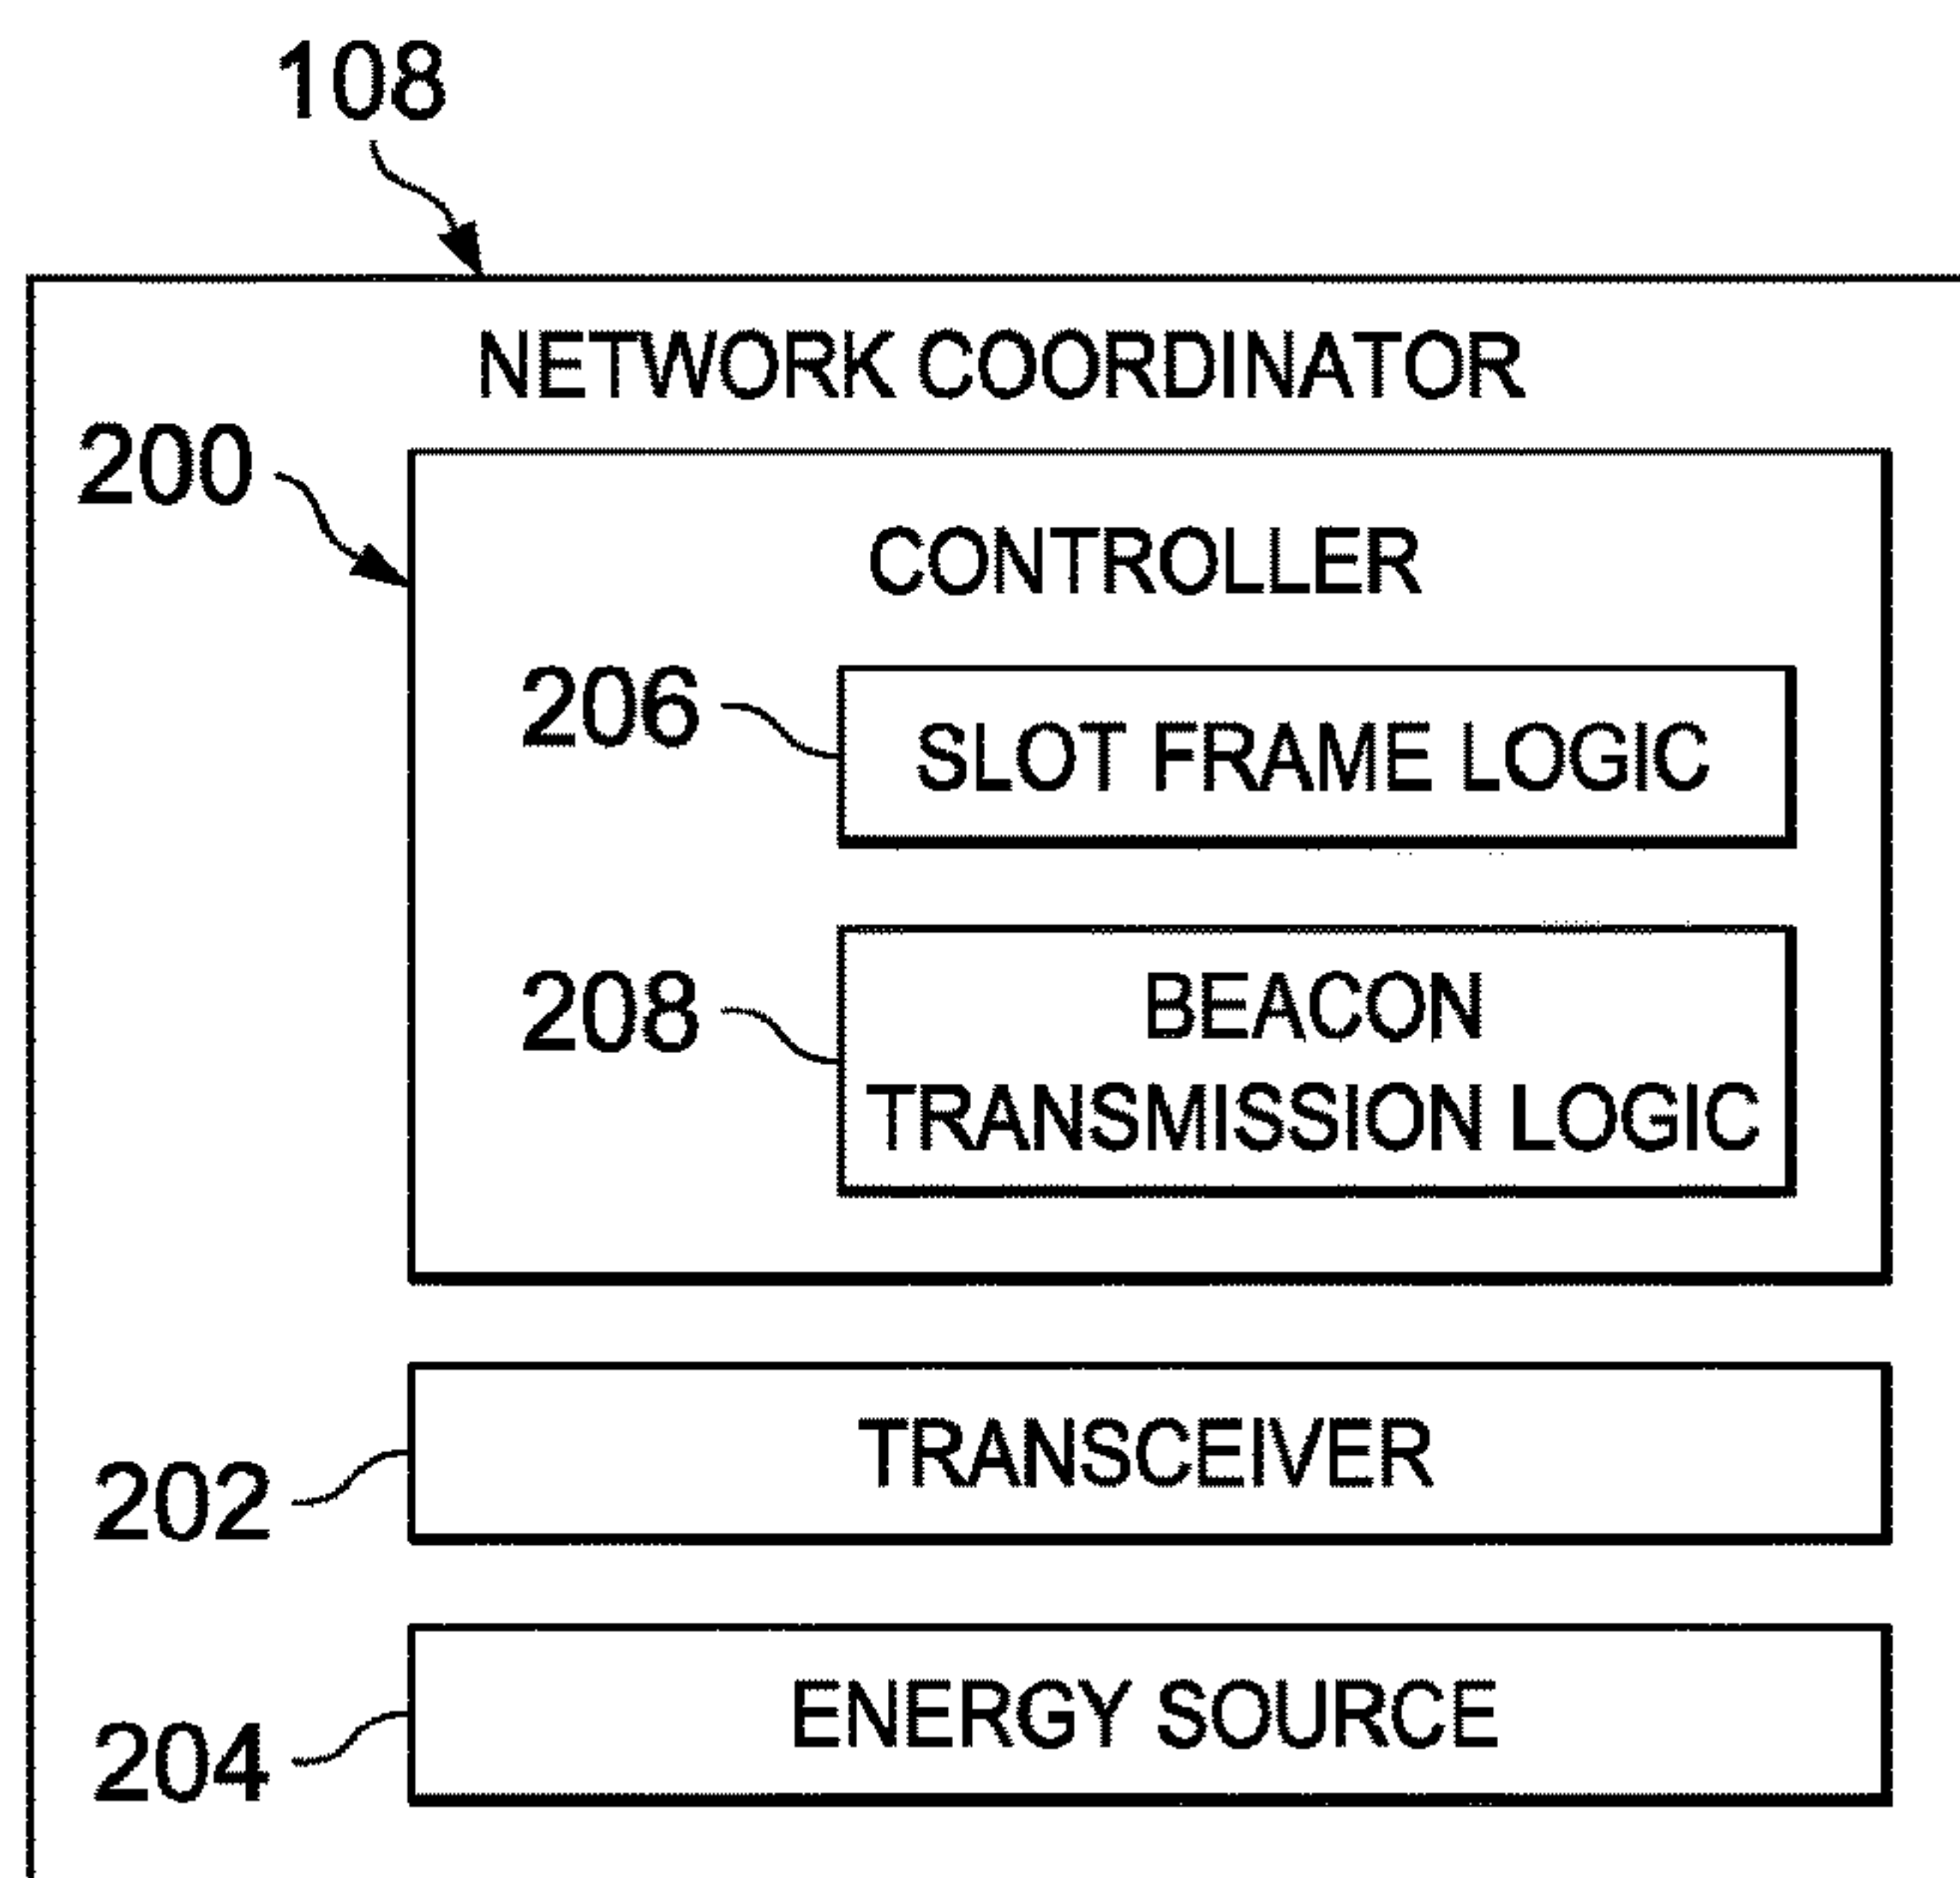 108
NETWORK COORDINATOR
200
CONTROLLER
206
SLOT FRAME LOGIC
208
BEACON
TRANSMISSION LOGIC
TRANSCEIVER
202
ENERGY SOURCE
204